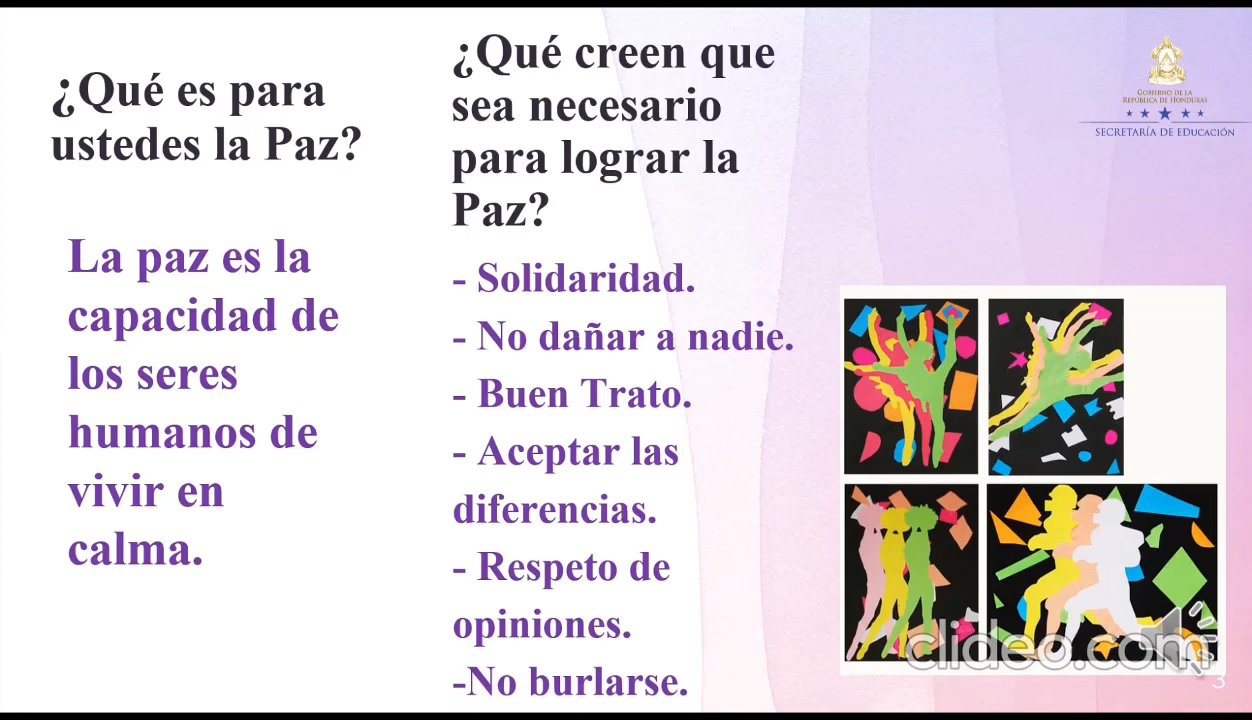 ¿Qué es para
ustedes la Paz?
La paz es la
capacidad de
los seres
humanos de
vivir en
calma.
¿Qué creen que
sea necesario
para lograr la
Paz?
- Solidaridad.
- No dañar a nadie.
- Buen Trato.
- Aceptar las
diferencias.
- Respeto de
opiniones.
-No burlarse.
GOBIERNO DE LA
REPÚBLICA DE HONDURAS
SECRETARÍA DE EDUCACIÓN
clideo.com
3